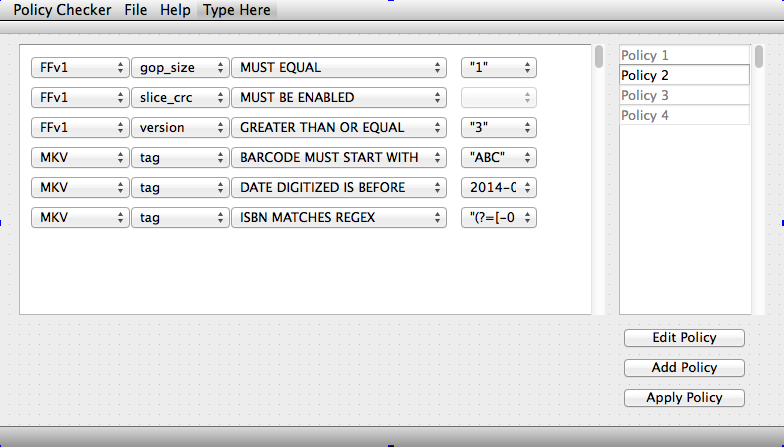 Policy Checker File Help Type Here
FFv1 gop_size MUST EQUAL "1"
FFv1 slice_crc MUST BE ENABLED
FFv1 version GREATER THAN OR EQUAL "3"
MKV tag BARCODE MUST START WITH "ABC"
MKV tag DATE DIGITIZED IS BEFORE 2014-0
MKV tag ISBN MATCHES REGEX "(?=[-0
Policy 1
Policy 2
Policy 3
Policy 4
Edit Policy
Add Policy
Apply Policy